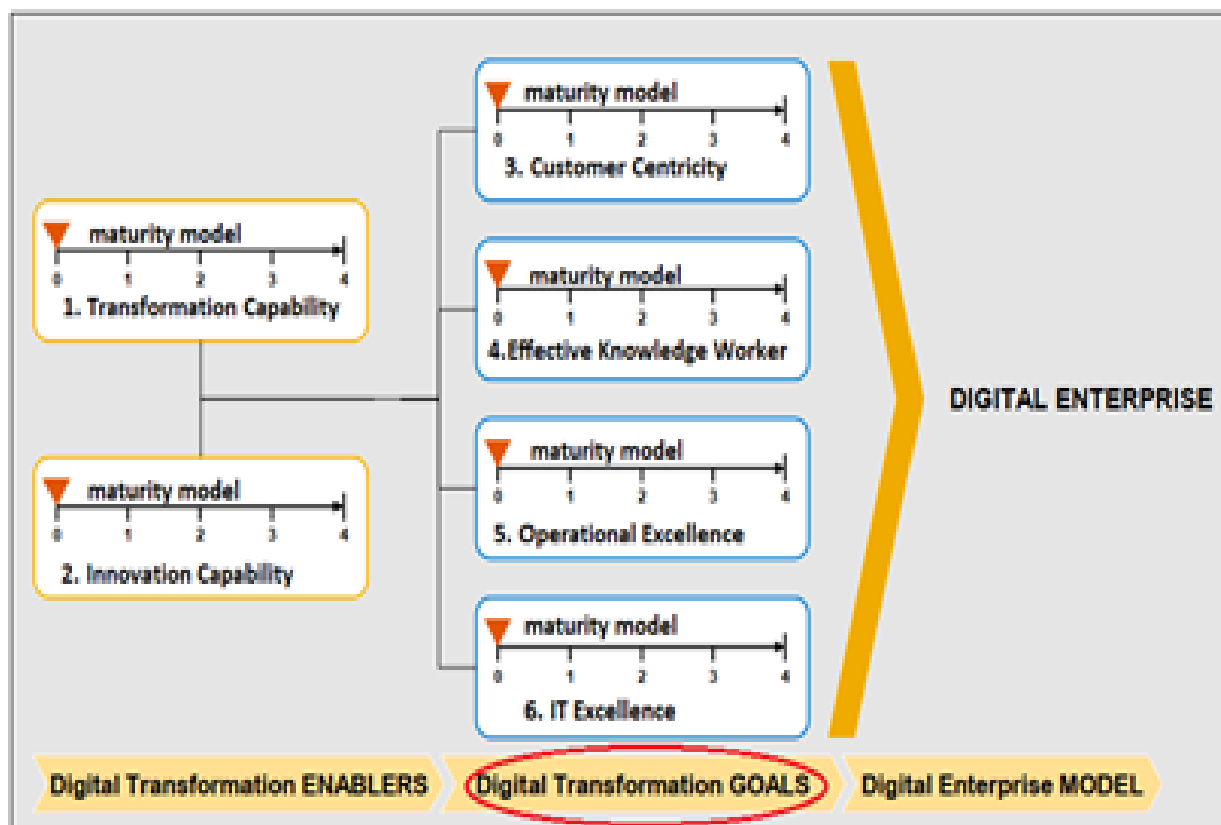 maturity model
0 1 2 3 4
1. Transformation Capability
maturity model
0 1 2 3 4
2. Innovation Capability
maturity model
0 1 2 3 4
3. Customer Centricity
maturity model
0 1 2 3 4
4.Effective Knowledge Worker
maturity model
0 1 2 3 4
5. Operational Excellence
maturity model
0 1 2 3 4
6. IT Excellence
DIGITAL ENTERPRISE
Digital Transformation ENABLERS
Digital Transformation GOALS
Digital Enterprise MODEL